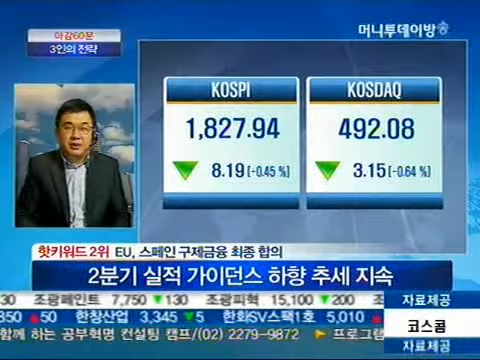 마감60분
3인의 전략
머니투데이방송
KOSPI
1,827.94
▼ 8.19 [-0.45 %]
KOSDAQ
492.08
▼ 3.15 [-0.64 %]
핫키워드 2위 EU, 스페인 구제금융 최종 합의
2분기 실적 가이던스 하향 추세 지속
30 조광페인트 7,750 ▼130 조광피혁 15,100 ▼200
350 ▲50 한창산업 3,345 ▼5 한화SV스팩1호 5,010
함께 하는 공부혁명 컨설팅 캠프/(02) 2279-9872 ▶ 프로그램
자료제공
코스콤
자료제공